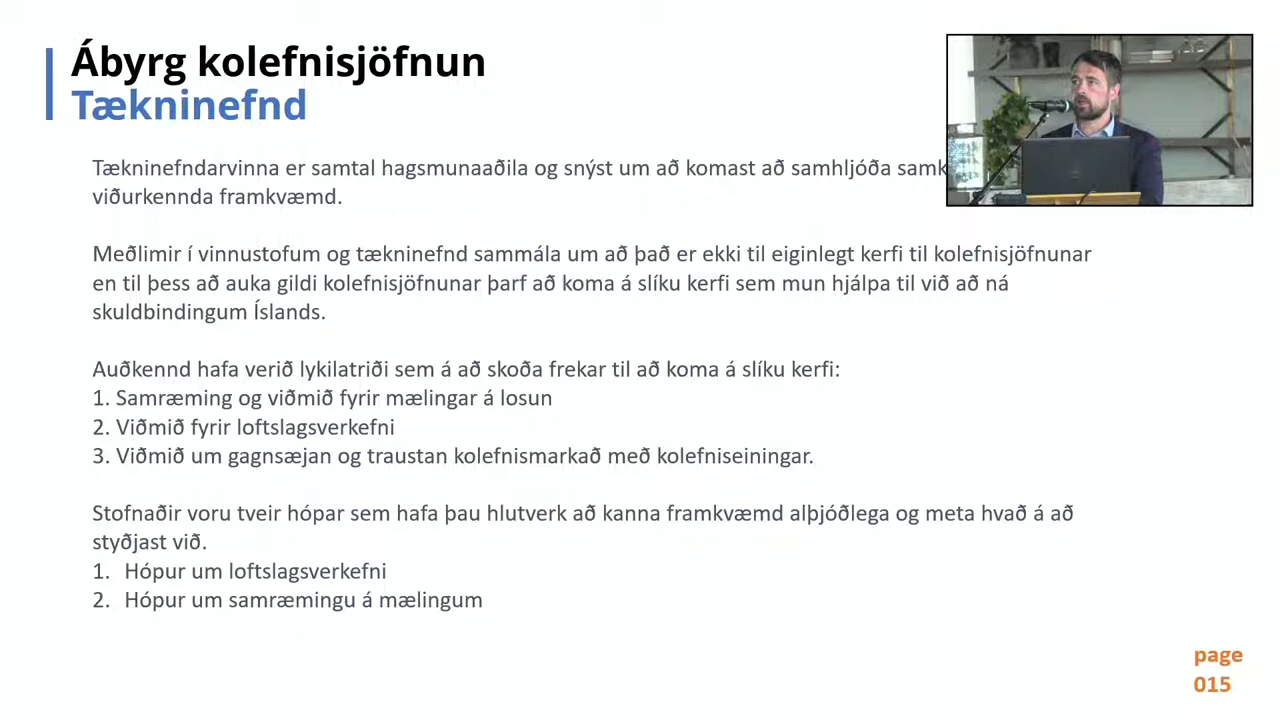 Ábyrg kolefnisjöfnun
Tækninefnd
Tækninefndarvinna er samtal hagsmunaaðila og snýst um að komast að samhljóða
viðurkennda framkvæmd.
Meðlimir í vinnustofum og tækninefnd sammála um að það er ekki til eiginlegt kerfi til kolefnisjöfnunar
en til þess að auka gildi kolefnisjöfnunar þarf að koma á slíku kerfi sem mun hjálpa til við að ná
skuldbindingum Íslands.
Auðkennd hafa verið lykilatriði sem á að skoða frekar til að koma á slíku kerfi:
1. Samræming og viðmið fyrir mælingar á losun
2. Viðmið fyrir loftslagsverkefni
3. Viðmið um gagnsæjan og traustan kolefnismarkað með kolefniseiningar.
Stofnaðir voru tveir hópar sem hafa þau hlutverk að kanna framkvæmd alþjóðlega og meta hvað á að
styðjast við.
1. Hópur um loftslagsverkefni
2. Hópur um samræmingu á mælingum
page
015